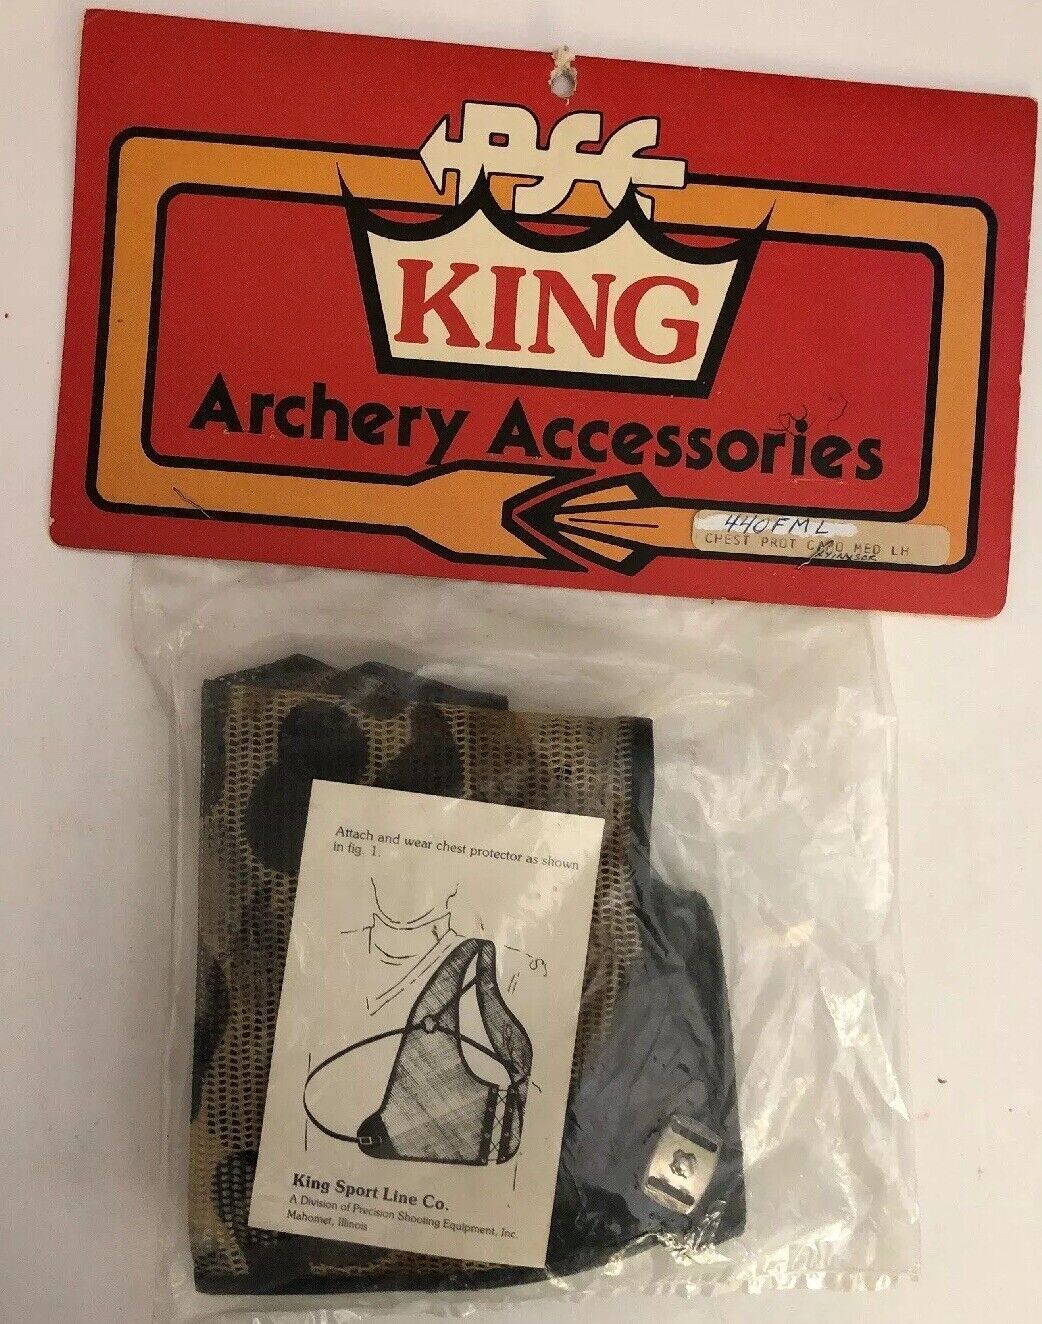 PSE
KING
Archery Accessories
440FML
CHEST PROT CAMO MED LH
Attach and wear chest protector as shown
in fig. 1.
King Sport Line Co.
A Division of Precision Shooting Equipment, Inc.
Mahomet, Illinois